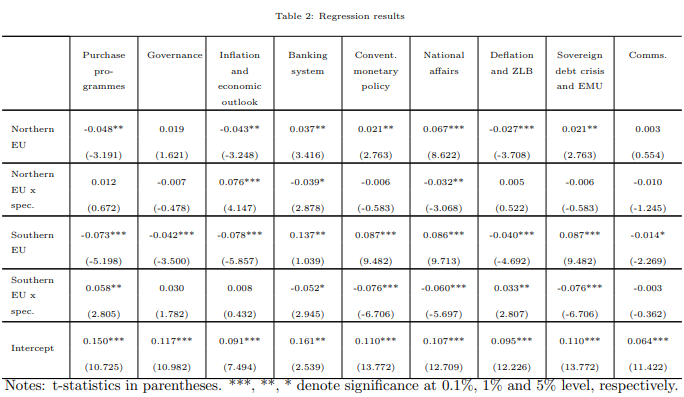 Table 2: Regression results
Purchase Governance Inflation Banking Convent. National Deflation Sovereign Comms.
pro- and system monetary affairs and ZLB debt crisis
grammes economic policy and EMU
outlook
Northern -0.048** 0.019 -0.043** 0.037** 0.021** 0.067*** -0.027*** 0.021** 0.003
EU
(-3.191) (1.621) (-3.248) (3.416) (2.763) (8.622) (-3.708) (2.763) (0.554)
Northern
EU x 0.012 -0.007 0.076*** -0.039* -0.006 -0.032** 0.005 -0.006 -0.010
spec. (0.672) (-0.478) (4.147) (2.878) (-0.583) (-3.068) (0.522) (-0.583) (-1.245)
Southern -0.073*** -0.042*** -0.078*** 0.137** 0.087*** 0.086*** -0.040*** 0.087*** -0.014*
EU
(-5.198) (-3.500) (-5.857) (1.039) (9.482) (9.713) (-4.692) (9.482) (-2.269)
Southern
EU x 0.058** 0.030 0.008 -0.052* -0.076*** -0.060*** 0.033** -0.076*** -0.003
spec. (2.805) (1.782) (0.432) (2.945) (-6.706) (-5.697) (2.807) (-6.706) (-0.362)
Intercept 0.150*** 0.117*** 0.091*** 0.161** 0.110*** 0.107*** 0.095*** 0.110*** 0.064***
(10.725) (10.982) (7.494) (2.539) (13.772) (12.709) (12.226) (13.772) (11.422)
Notes: t-statistics in parentheses. ***, **, * denote significance at 0.1%, 1% and 5% level, respectively.